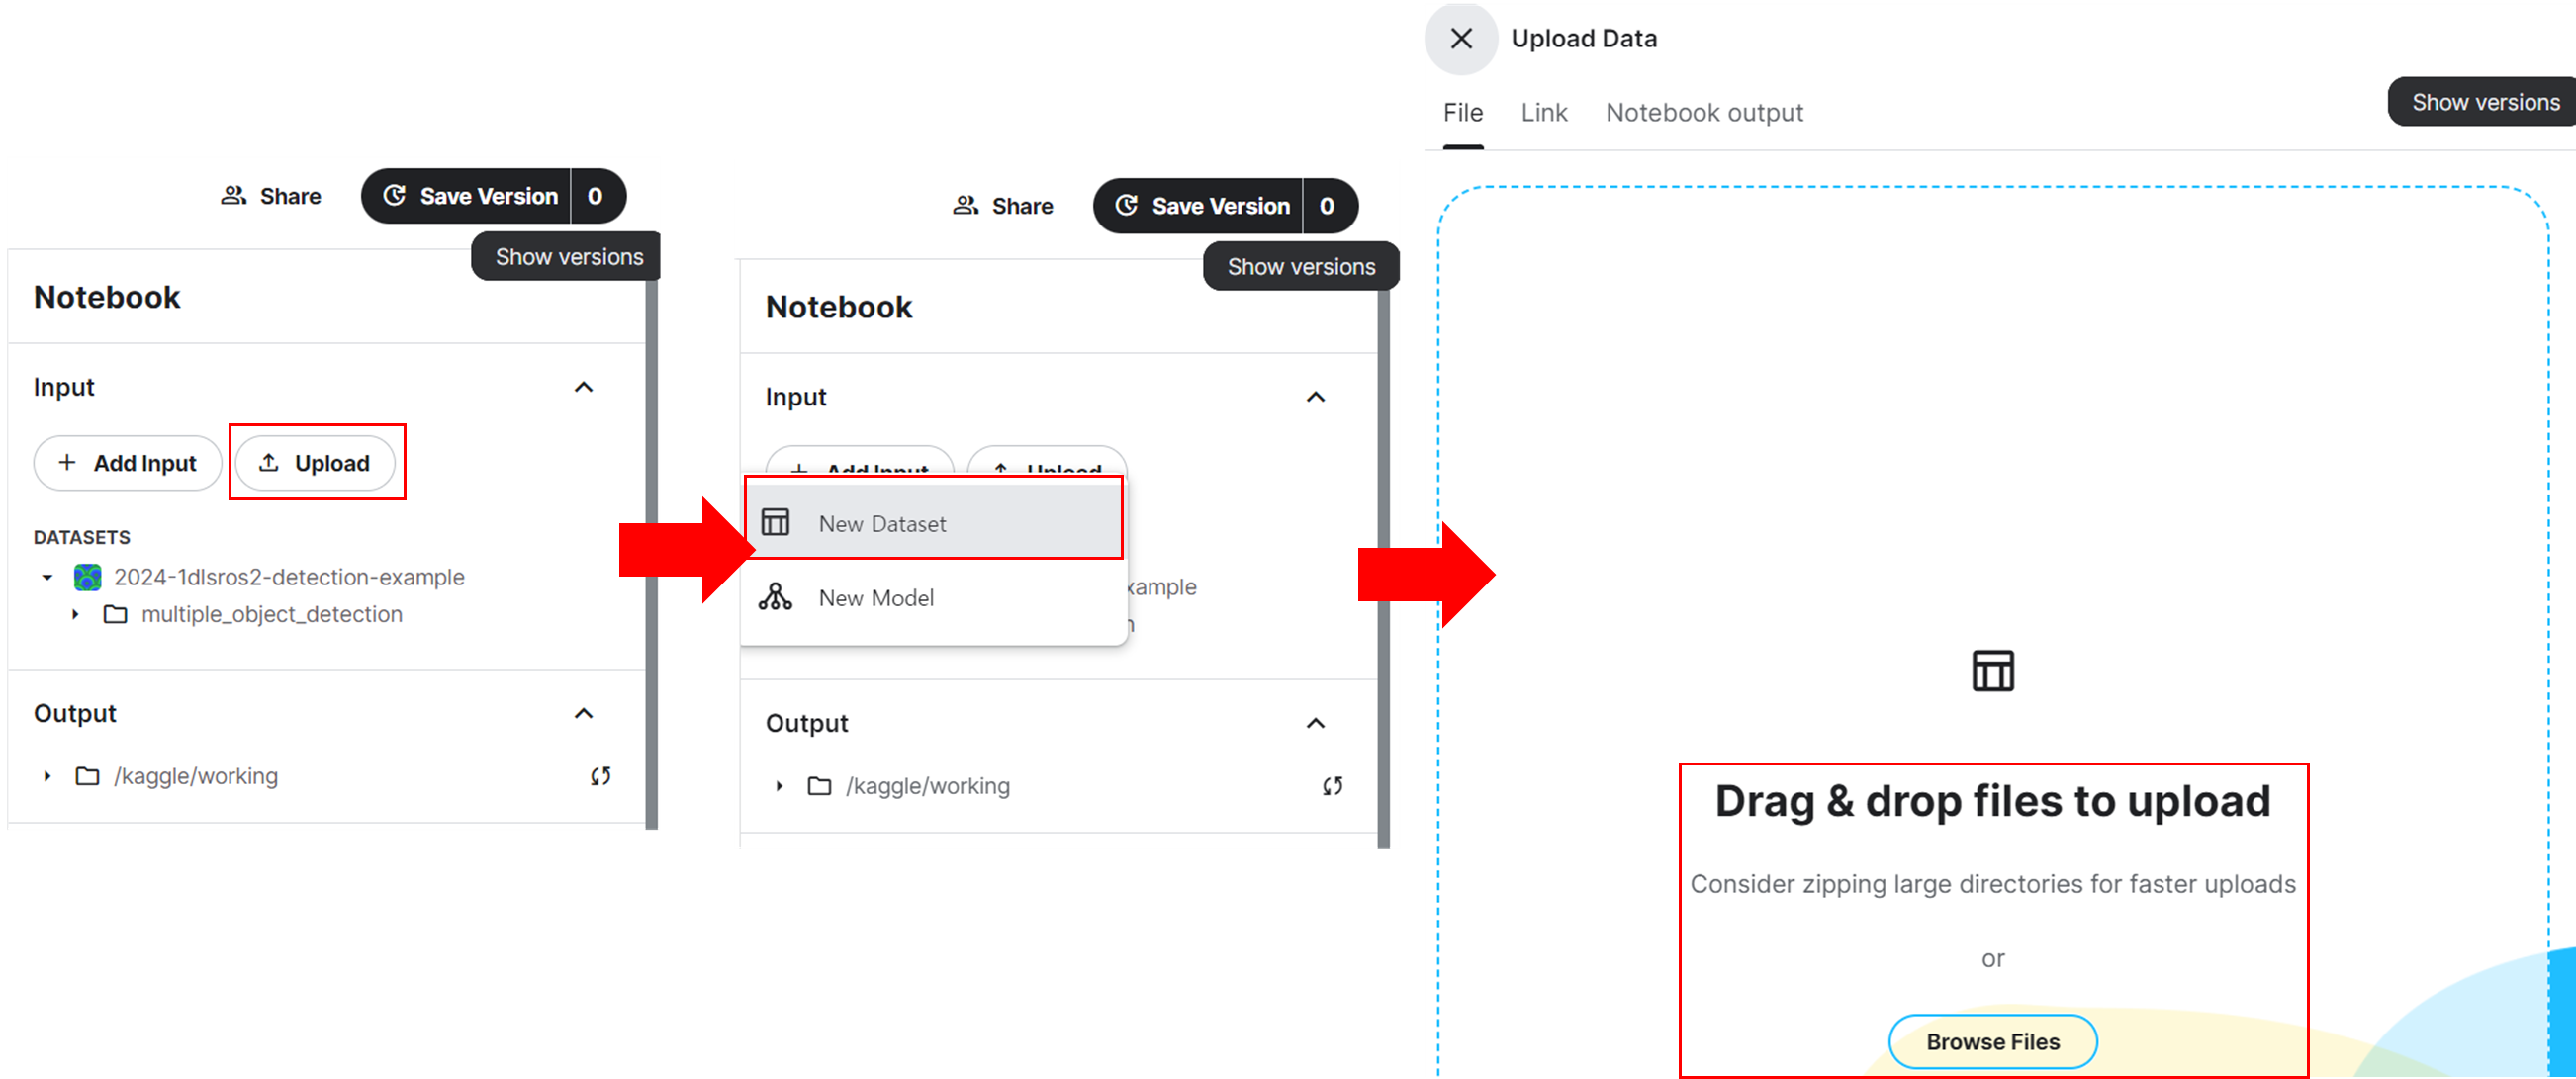 Share
Save Version
0
Show versions
Notebook
Input
Add Input
Upload
DATASETS
2024-1dlsros2-detection-example
multiple_object_detection
Output
/kaggle/working
Share
Save Version
0
Show versions
Notebook
Input
Add Input
Upload
New Dataset
New Model
xample
n
Output
/kaggle/working
Upload Data
File
Link
Notebook output
Show versions
Drag & drop files to upload
Consider zipping large directories for faster uploads
or
Browse Files